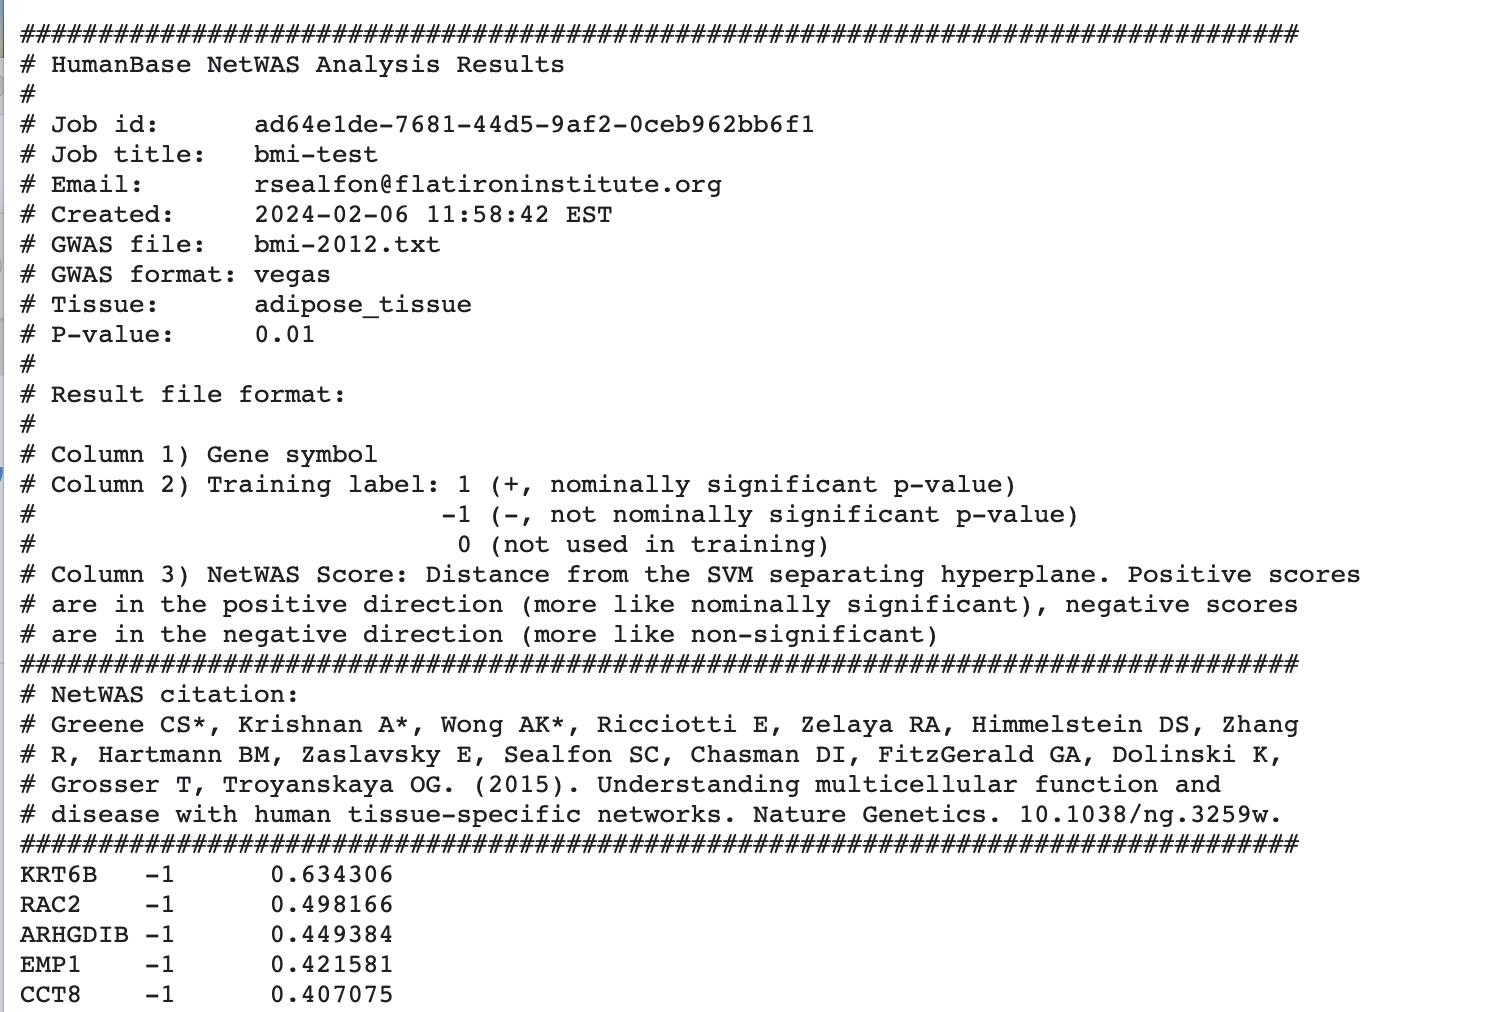 ##################################################################################
# HumanBase NetWAS Analysis Results
#
# Job id:      ad64e1de-7681-44d5-9af2-0ceb962bb6f1
# Job title:   bmi-test
# Email:       rsealfon@flatironinstitute.org
# Created:     2024-02-06 11:58:42 EST
# GWAS file:   bmi-2012.txt
# GWAS format: vegas
# Tissue:      adipose_tissue
# P-value:     0.01
#
# Result file format:
#
# Column 1) Gene symbol
# Column 2) Training label: 1 (+, nominally significant p-value)
#                          -1 (-, not nominally significant p-value)
#                           0 (not used in training)
# Column 3) NetWAS Score: Distance from the SVM separating hyperplane. Positive scores
# are in the positive direction (more like nominally significant), negative scores
# are in the negative direction (more like non-significant)
##################################################################################
# NetWAS citation:
# Greene CS*, Krishnan A*, Wong AK*, Ricciotti E, Zelaya RA, Himmelstein DS, Zhang
# R, Hartmann BM, Zaslavsky E, Sealfon SC, Chasman DI, FitzGerald GA, Dolinski K,
# Grosser T, Troyanskaya OG. (2015). Understanding multicellular function and
# disease with human tissue-specific networks. Nature Genetics. 10.1038/ng.3259w.
##################################################################################
KRT6B   -1      0.634306
RAC2    -1      0.498166
ARHGDIB -1      0.449384
EMP1    -1      0.421581
CCT8    -1      0.407075